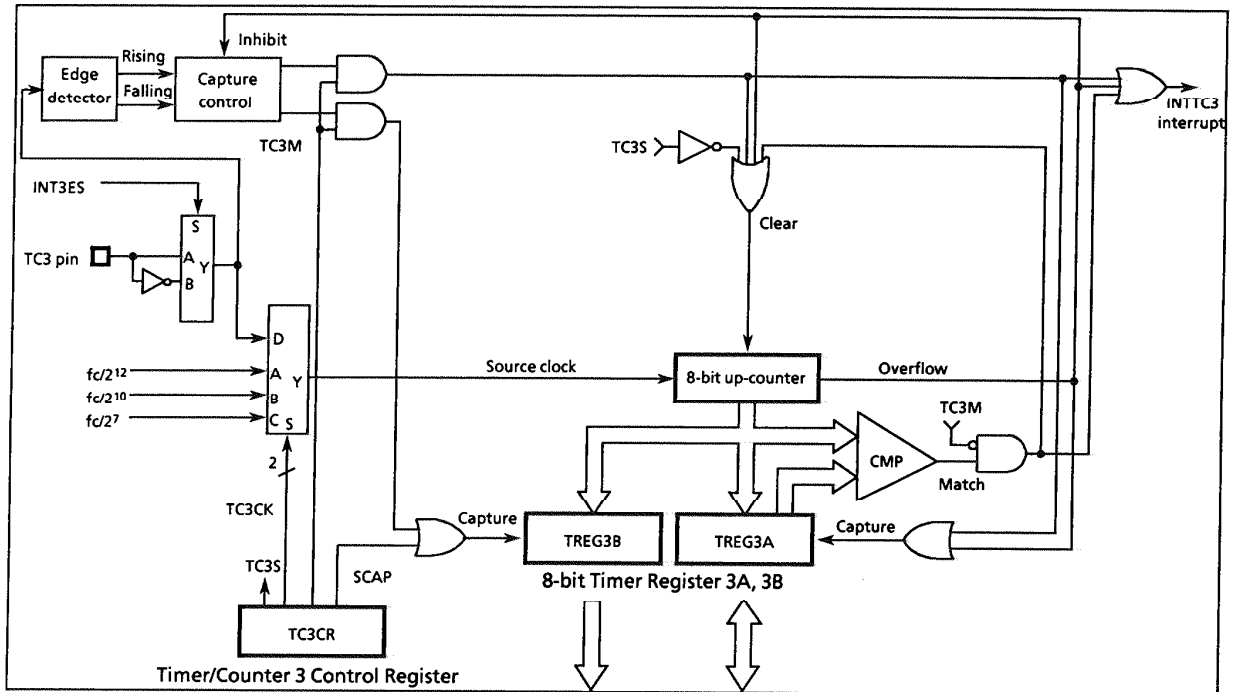 Inhibit
Rising
Edge detector
Falling
Capture control
TC3M
INTTC3 interrupt
TC3S
INT3ES
S
Clear
TC3 pin
A
Y
B
D
fc/2¹²
A
Y
Source clock
8-bit up-counter
Overflow
fc/2¹⁰
B
fc/2⁷
C
S
TC3M
2
CMP
Match
TC3CK
Capture
TREG3B
TREG3A
Capture
TC3S
SCAP
8-bit Timer Register 3A, 3B
TC3CR
Timer/Counter 3 Control Register